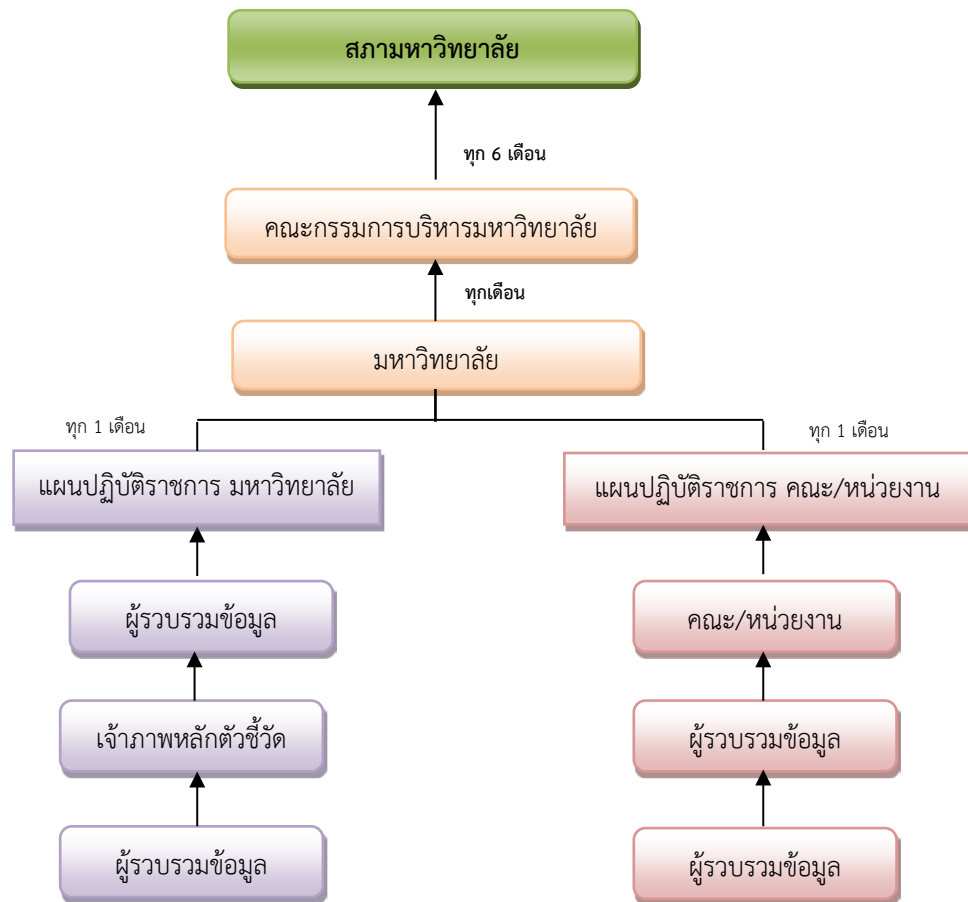 สภามหาวิทยาลัย
ทุก 6 เดือน
คณะกรรมการบริหารมหาวิทยาลัย
ทุกเดือน
มหาวิทยาลัย
ทุก 1 เดือน
ทุก 1 เดือน
แผนปฏิบัติราชการ มหาวิทยาลัย
แผนปฏิบัติราชการ คณะ/หน่วยงาน
ผู้รวบรวมข้อมูล
คณะ/หน่วยงาน
เจ้าภาพหลักตัวชี้วัด
ผู้รวบรวมข้อมูล
ผู้รวบรวมข้อมูล
ผู้รวบรวมข้อมูล